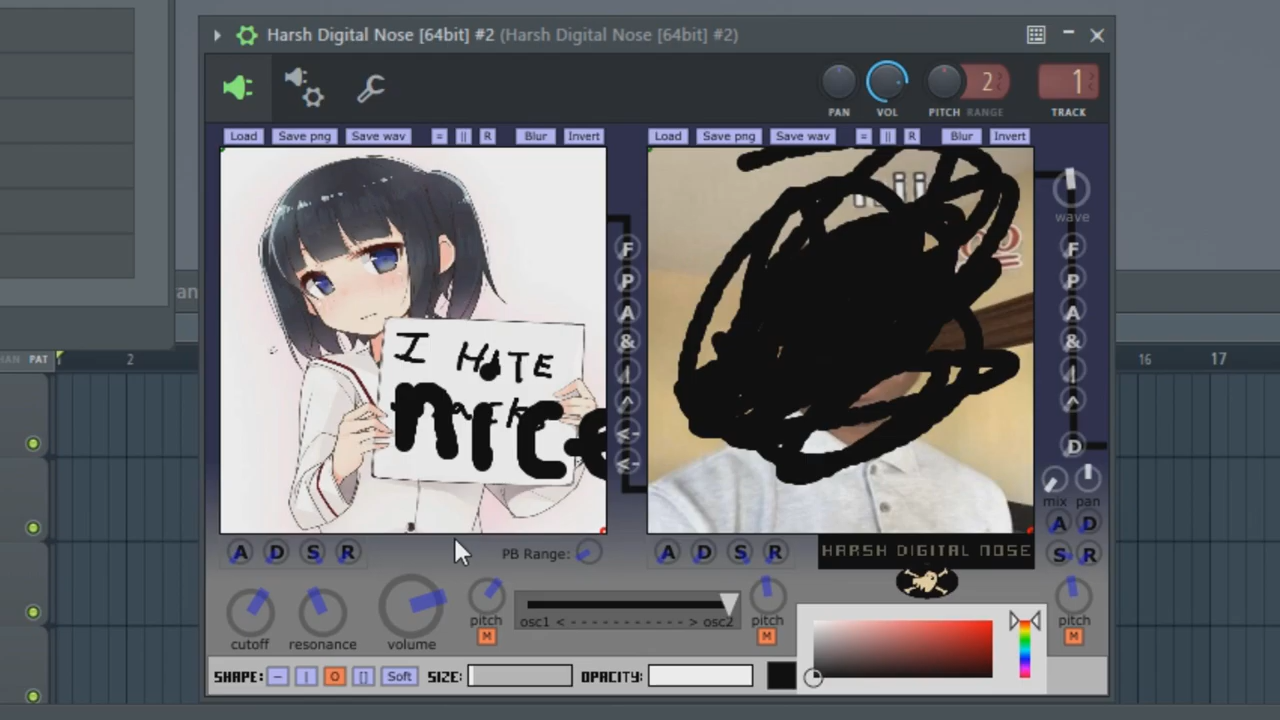 Harsh Digital Nose [64bit] #2 (Harsh Digital Nose [64bit] #2)
2
1
PAN VOL PITCH RANGE TRACK
Load Save png Save wav = || R Blur Invert
Load Save png Save wav = || R Blur Invert
I HATE
nice
wave
F
P
A
&
|
^
<-
<-
F
P
A
&
|
^
D
HAN PAT 2
16 17
mix pan
A D
S R
A D S R
PB Range:
A D S R
HARSH DIGITAL NOSE
cutoff resonance volume
pitch
M
osc1 < - - - - - - - - - - - > osc2
pitch
M
pitch
M
SHAPE: – | O [] Soft SIZE: OPACITY: